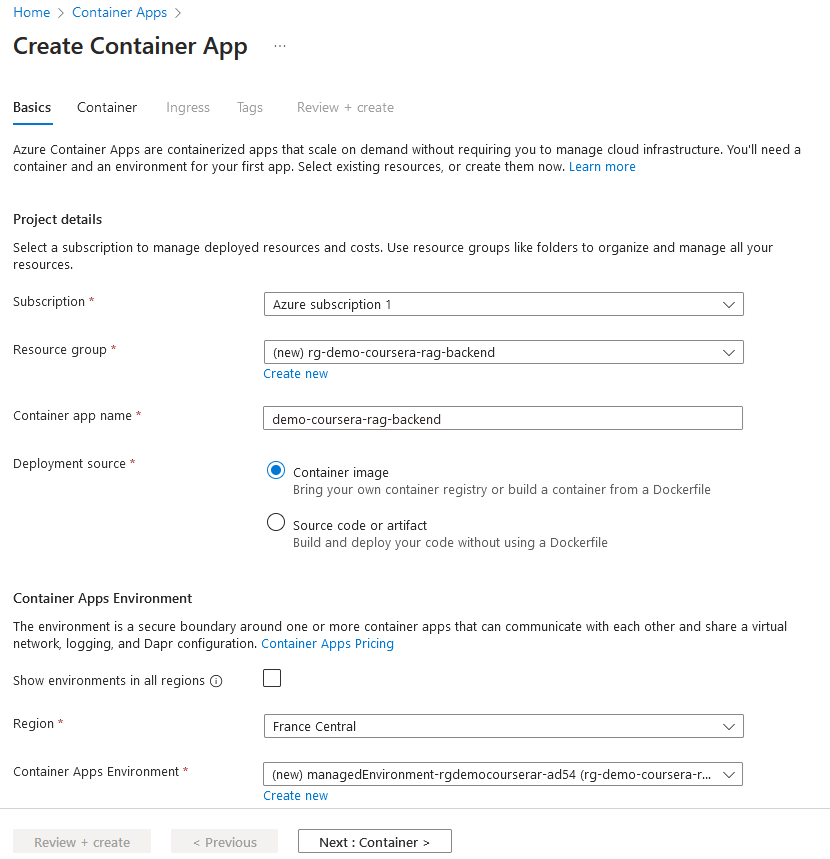 Home > Container Apps >
Create Container App ...
Basics Container Ingress Tags Review + create
Azure Container Apps are containerized apps that scale on demand without requiring you to manage cloud infrastructure. You'll need a
container and an environment for your first app. Select existing resources, or create them now. Learn more
Project details
Select a subscription to manage deployed resources and costs. Use resource groups like folders to organize and manage all your
resources.
Subscription * Azure subscription 1
Resource group * (new) rg-demo-coursera-rag-backend
Create new
Container app name * demo-coursera-rag-backend
Deployment source * Container image
Bring your own container registry or build a container from a Dockerfile
Source code or artifact
Build and deploy your code without using a Dockerfile
Container Apps Environment
The environment is a secure boundary around one or more container apps that can communicate with each other and share a virtual
network, logging, and Dapr configuration. Container Apps Pricing
Show environments in all regions
Region * France Central
Container Apps Environment * (new) managedEnvironment-rgdemocourserar-ad54 (rg-demo-coursera-r...
Create new
Review + create < Previous Next : Container >